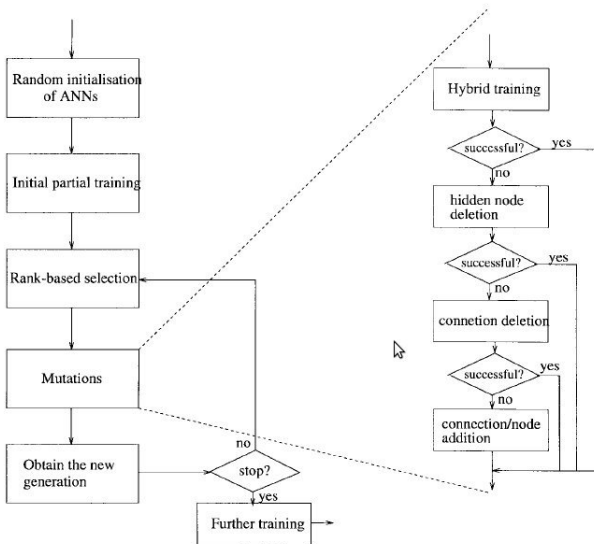 Random initialisation
of ANNs
Initial partial training
Rank-based selection
Mutations
Obtain the new
generation
no
stop?
yes
Further training
Hybrid training
successful?
yes
no
hidden node
deletion
successful?
yes
no
connetion deletion
successful?
yes
no
connection/node
addition